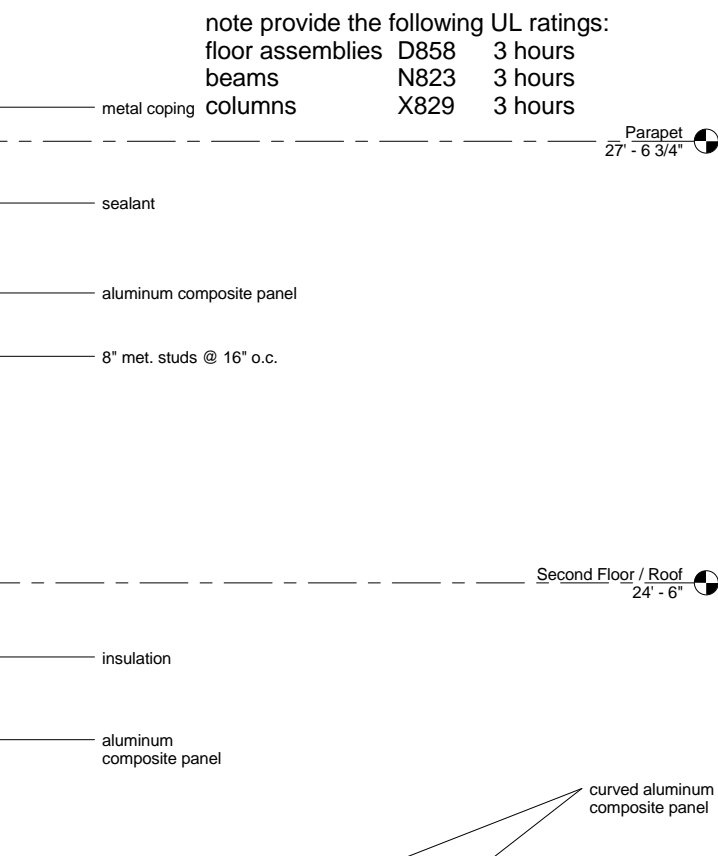 note provide the following UL ratings:
floor assemblies D858 3 hours
beams N823 3 hours
columns X829 3 hours
metal coping
Parapet
27' - 6 3/4"
sealant
aluminum composite panel
8" met. studs @ 16" o.c.
Second Floor / Roof
24' - 6"
insulation
aluminum
composite panel
curved aluminum
composite panel